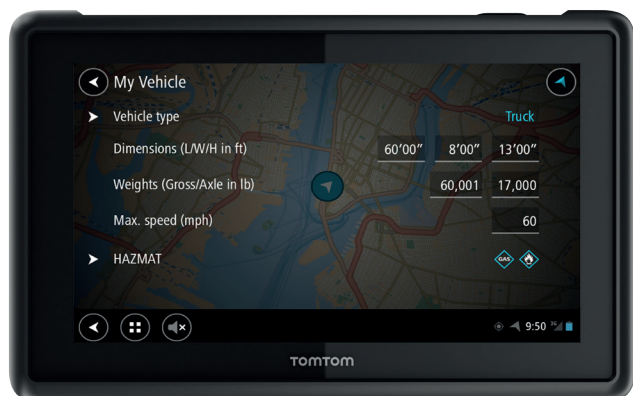 My Vehicle
Vehicle type Truck
Dimensions (L/W/H in ft) 60'00" 8'00" 13'00"
Weights (Gross/Axle in lb) 60,001 17,000
Max. speed (mph) 60
HAZMAT GAS
9:50 3G
TOMTOM